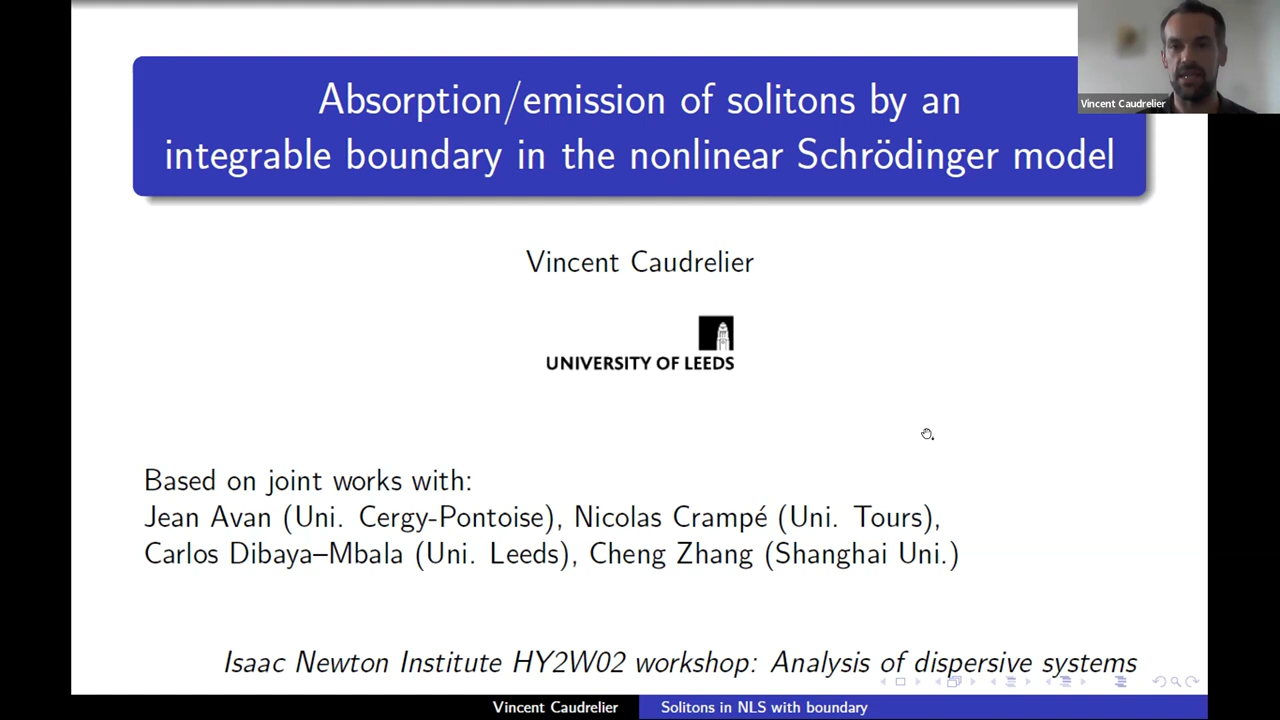 Absorption/emission of solitons by an
integrable boundary in the nonlinear Schrödinger model
Vincent Caudrelier
Vincent Caudrelier
UNIVERSITY OF LEEDS
Based on joint works with:
Jean Avan (Uni. Cergy-Pontoise), Nicolas Crampé (Uni. Tours),
Carlos Dibaya–Mbala (Uni. Leeds), Cheng Zhang (Shanghai Uni.)
Isaac Newton Institute HY2W02 workshop: Analysis of dispersive systems
Vincent Caudrelier Solitons in NLS with boundary